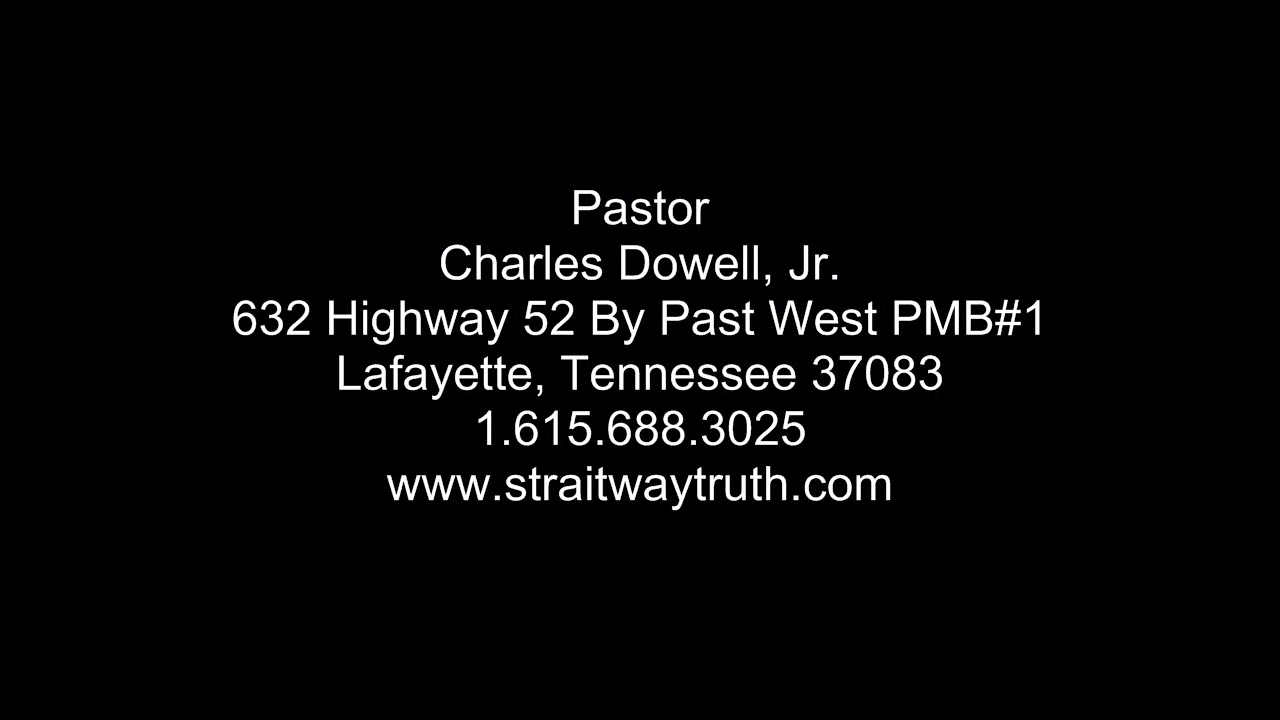 Pastor
Charles Dowell, Jr.
632 Highway 52 By Past West PMB#1
Lafayette, Tennessee 37083
1.615.688.3025
www.straitwaytruth.com